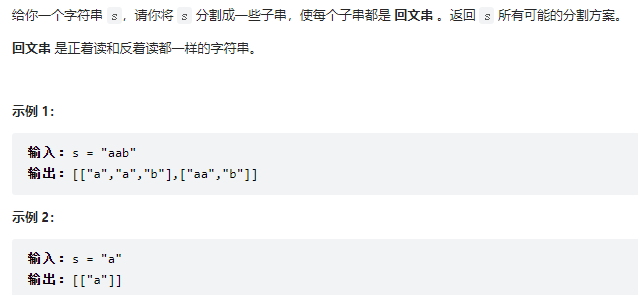 给你一个字符串 s，请你将 s 分割成一些子串，使每个子串都是 回文串 。返回 s 所有可能的分割方案。
回文串 是正着读和反着读都一样的字符串。
示例 1：
输入：s = "aab"
输出：[["a","a","b"],["aa","b"]]
示例 2：
输入：s = "a"
输出：[["a"]]